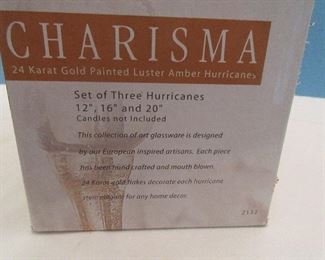 CHARISMA
24 Karat Gold Painted Luster Amber Hurricanes
Set of Three Hurricanes
12", 16" and 20"
Candles not Included
This collection of art glassware is designed
by our European inspired artisans. Each piece
has been hand crafted and mouth blown.
24 Karat gold flakes decorate each hurricane
for any home decor.
2132